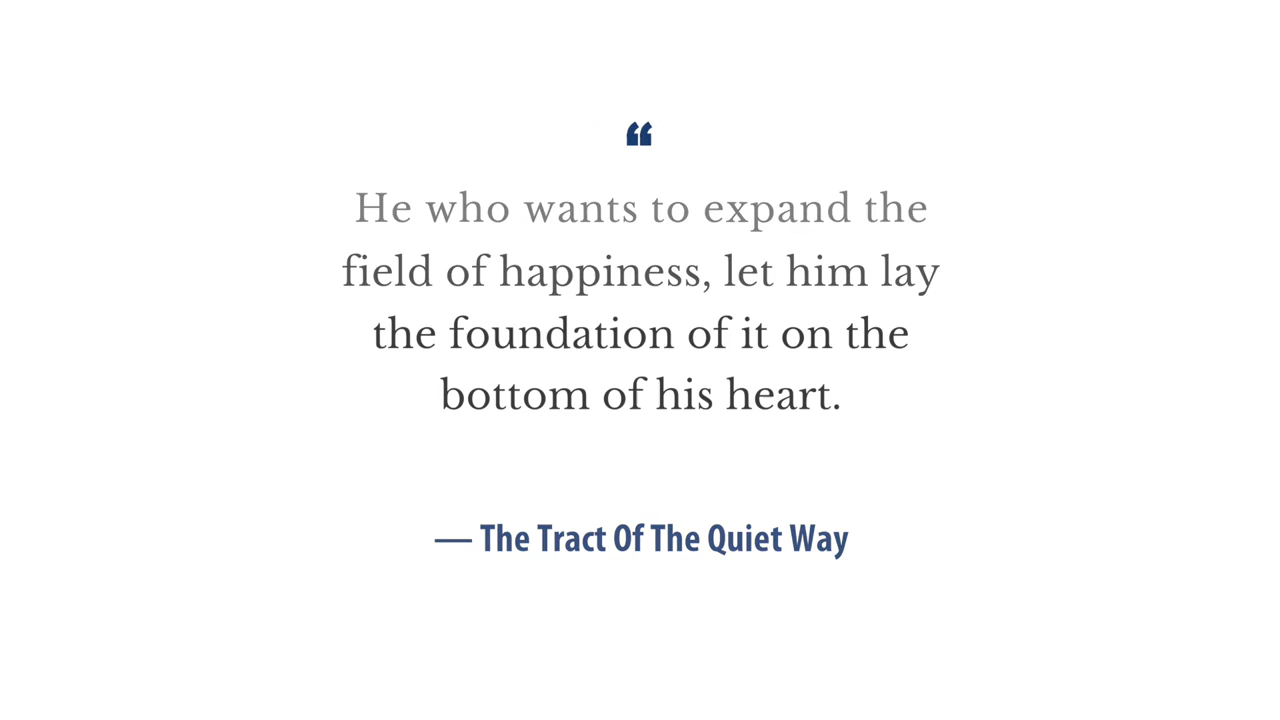 “
He who wants to expand the
field of happiness, let him lay
the foundation of it on the
bottom of his heart.
— The Tract Of The Quiet Way